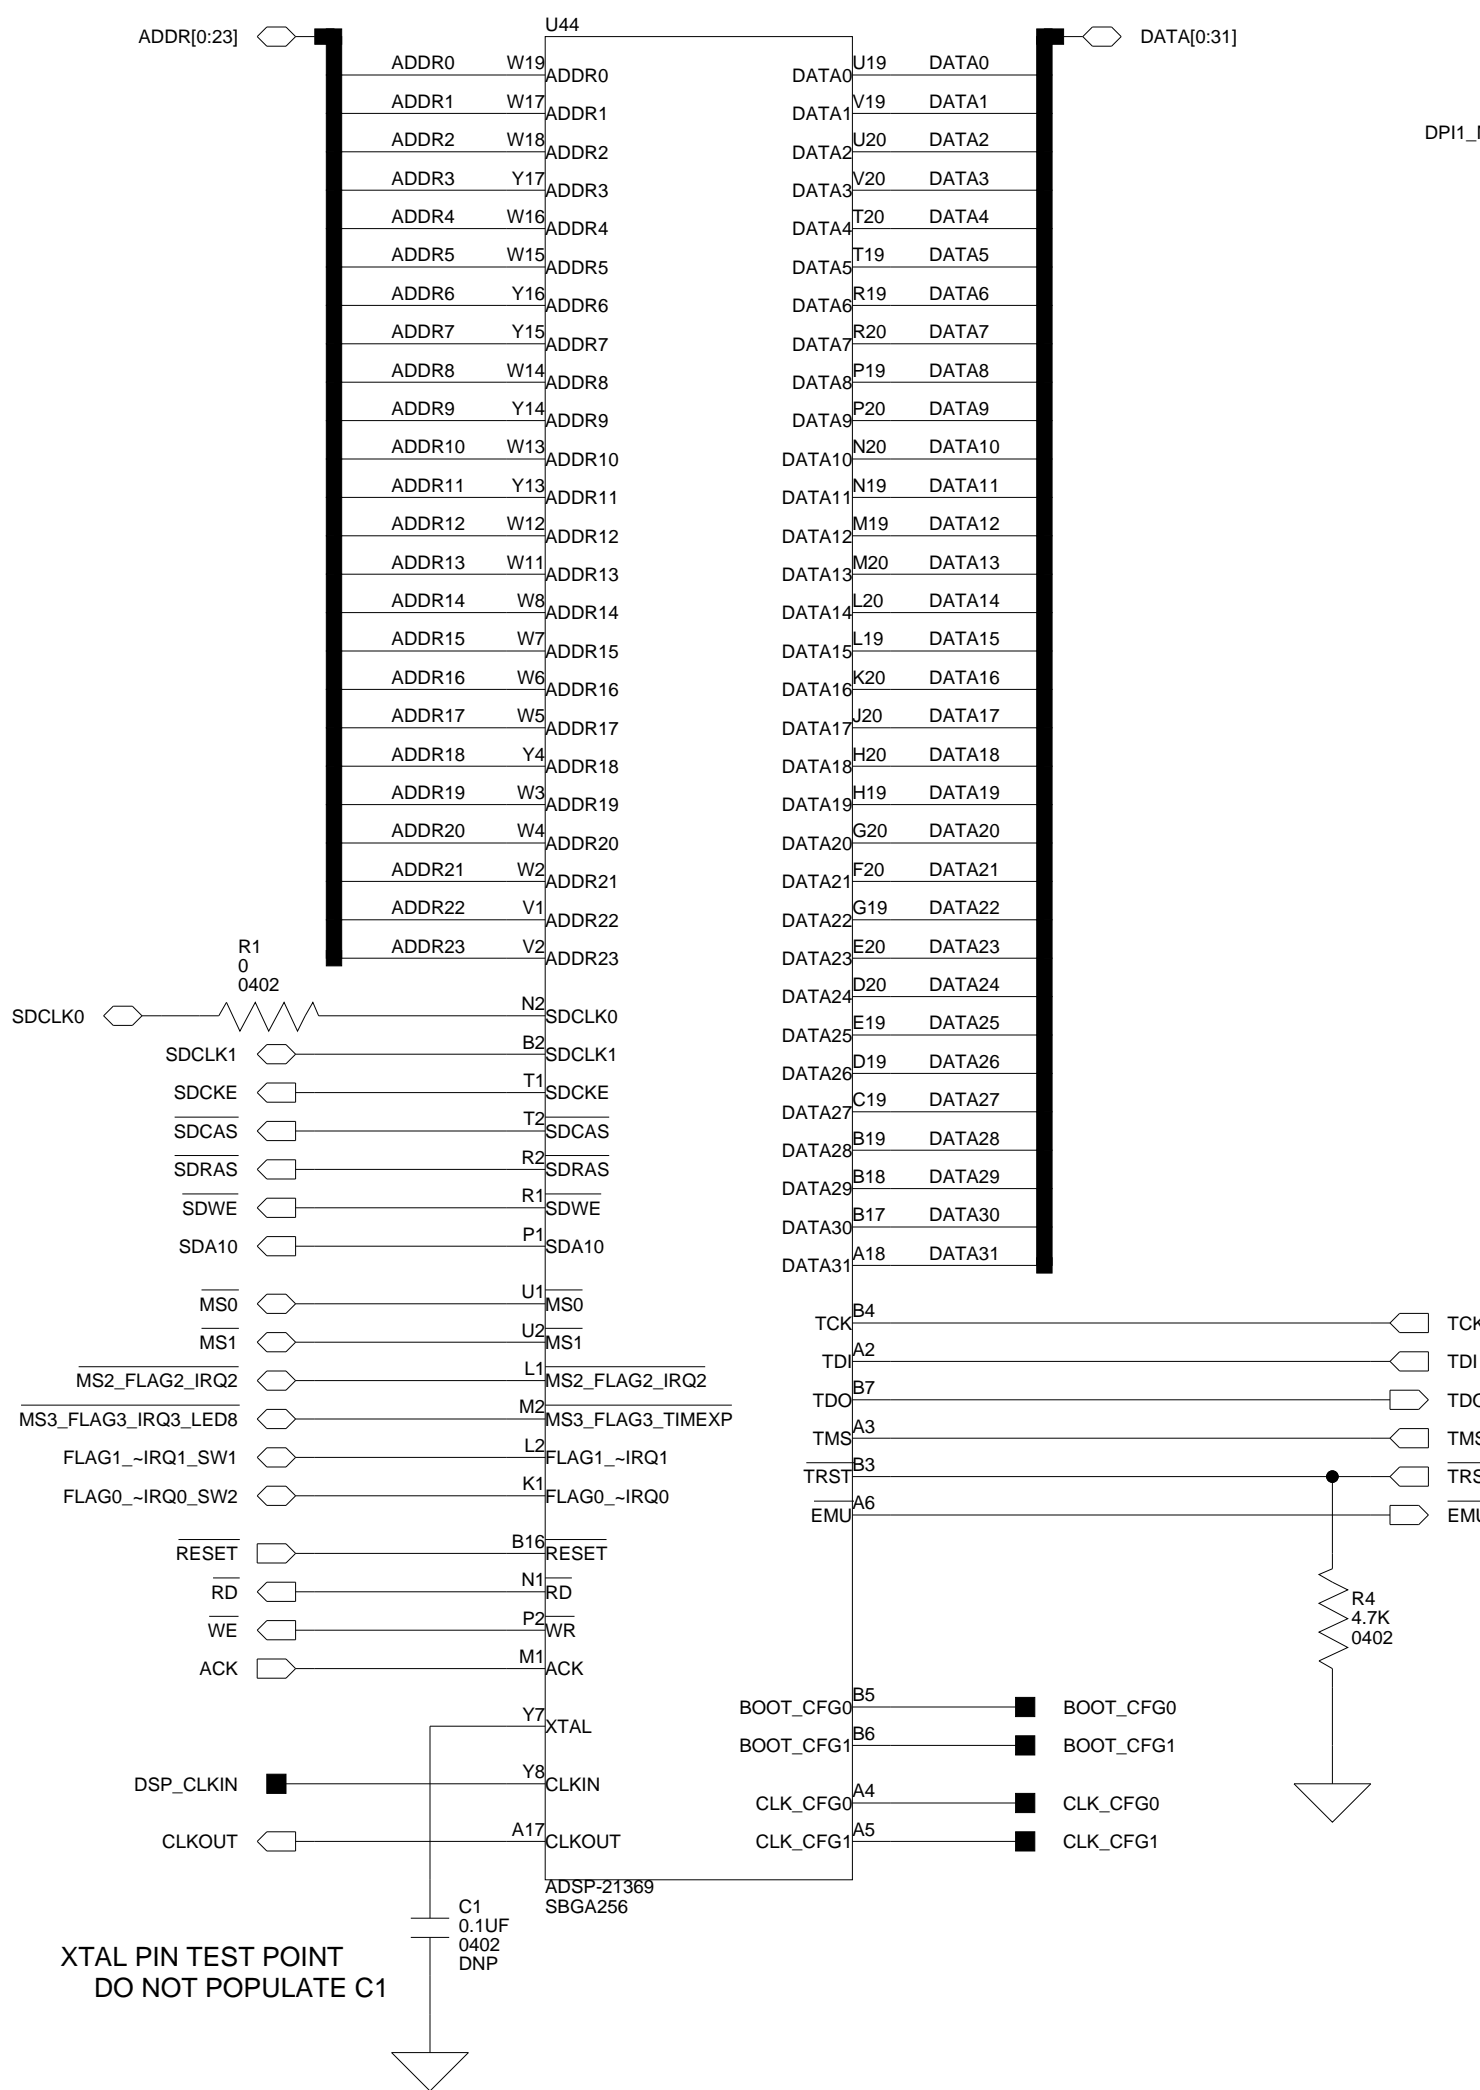 U44
ADDR[0:23]
DATA[0:31]
ADDR0 W19 ADDR0 DATA0 U19 DATA0
ADDR1 W17 ADDR1 DATA1 V19 DATA1
DPI1_
ADDR2 W18 ADDR2 DATA2 U20 DATA2
ADDR3 Y17 ADDR3 DATA3 V20 DATA3
ADDR4 W16 ADDR4 DATA4 T20 DATA4
ADDR5 W15 ADDR5 DATA5 T19 DATA5
ADDR6 Y16 ADDR6 DATA6 R19 DATA6
ADDR7 Y15 ADDR7 DATA7 R20 DATA7
ADDR8 W14 ADDR8 DATA8 P19 DATA8
ADDR9 Y14 ADDR9 DATA9 P20 DATA9
ADDR10 W13 ADDR10 DATA10 N20 DATA10
ADDR11 Y13 ADDR11 DATA11 N19 DATA11
ADDR12 W12 ADDR12 DATA12 M19 DATA12
ADDR13 W11 ADDR13 DATA13 M20 DATA13
ADDR14 W8 ADDR14 DATA14 L20 DATA14
ADDR15 W7 ADDR15 DATA15 L19 DATA15
ADDR16 W6 ADDR16 DATA16 K20 DATA16
ADDR17 W5 ADDR17 DATA17 J20 DATA17
ADDR18 Y4 ADDR18 DATA18 H20 DATA18
ADDR19 W3 ADDR19 DATA19 H19 DATA19
ADDR20 W4 ADDR20 DATA20 G20 DATA20
ADDR21 W2 ADDR21 DATA21 F20 DATA21
ADDR22 V1 ADDR22 DATA22 G19 DATA22
ADDR23 V2 ADDR23 DATA23 E20 DATA23
R1
0
0402
DATA24 D20 DATA24
SDCLK0 N2 SDCLK0
DATA25 E19 DATA25
SDCLK1 B2 SDCLK1
DATA26 D19 DATA26
SDCKE T1 SDCKE
DATA27 C19 DATA27
SDCAS T2 SDCAS
DATA28 B19 DATA28
SDRAS R2 SDRAS
DATA29 B18 DATA29
SDWE R1 SDWE
DATA30 B17 DATA30
SDA10 P1 SDA10
DATA31 A18 DATA31
MS0 U1 MS0
TCK B4 TCK
MS1 U2 MS1
TDI A2 TDI
MS2_FLAG2_IRQ2 L1 MS2_FLAG2_IRQ2
TDO B7 TDO
MS3_FLAG3_IRQ3_LED8 M2 MS3_FLAG3_TIMEXP
TMS A3 TMS
FLAG1_~IRQ1_SW1 L2 FLAG1_~IRQ1
TRST B3 TRS
FLAG0_~IRQ0_SW2 K1 FLAG0_~IRQ0
EMU A6 EMU
RESET B16 RESET
RD N1 RD
WE P2 WR
ACK M1 ACK
R4
4.7K
0402
BOOT_CFG0 B5 BOOT_CFG0
Y7 XTAL
BOOT_CFG1 B6 BOOT_CFG1
DSP_CLKIN Y8 CLKIN
CLK_CFG0 A4 CLK_CFG0
CLKOUT A17 CLKOUT
CLK_CFG1 A5 CLK_CFG1
ADSP-21369
SBGA256
C1
0.1UF
0402
DNP
XTAL PIN TEST POINT
DO NOT POPULATE C1